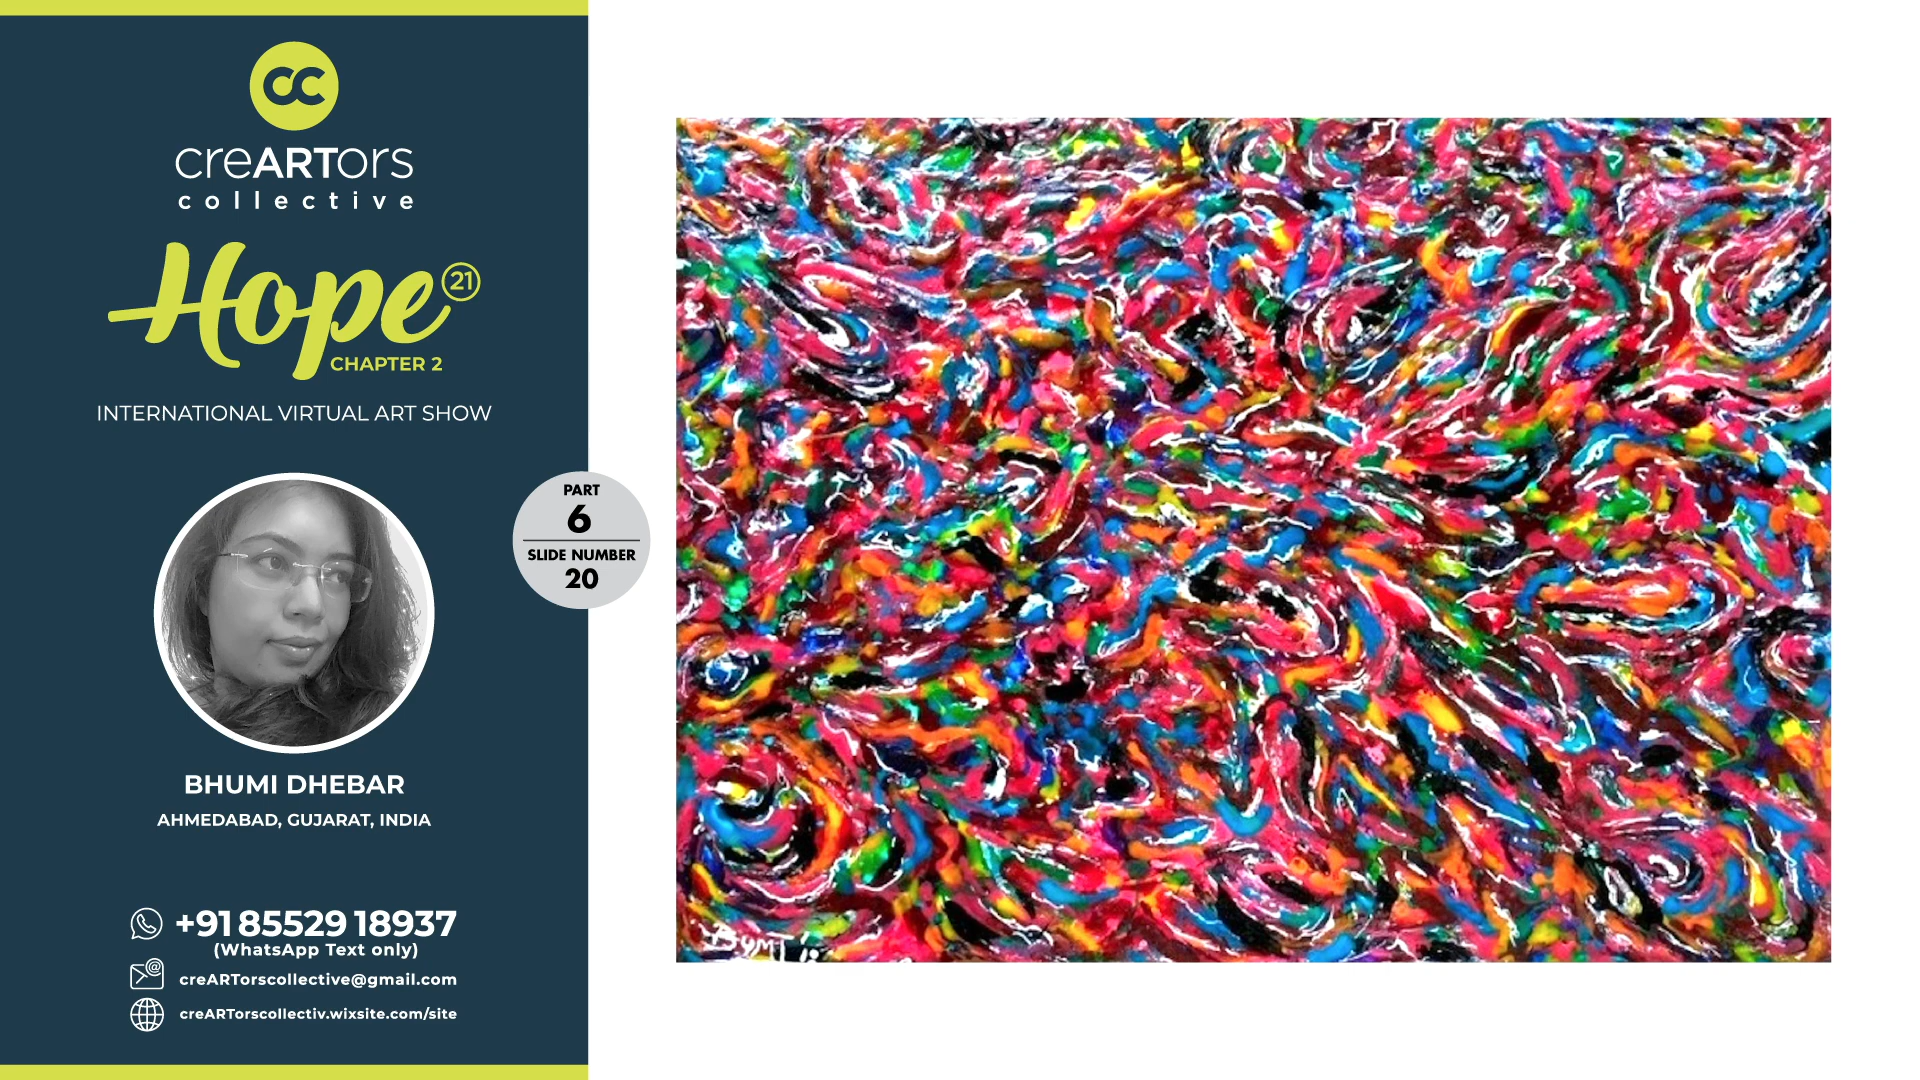 cc
creARTors
collective
Hope 21
CHAPTER 2
INTERNATIONAL VIRTUAL ART SHOW
PART
6
SLIDE NUMBER
20
BHUMI DHEBAR
AHMEDABAD, GUJARAT, INDIA
+91 85529 18937
(WhatsApp Text only)
creARTorscollective@gmail.com
creARTorscollectiv.wixsite.com/site